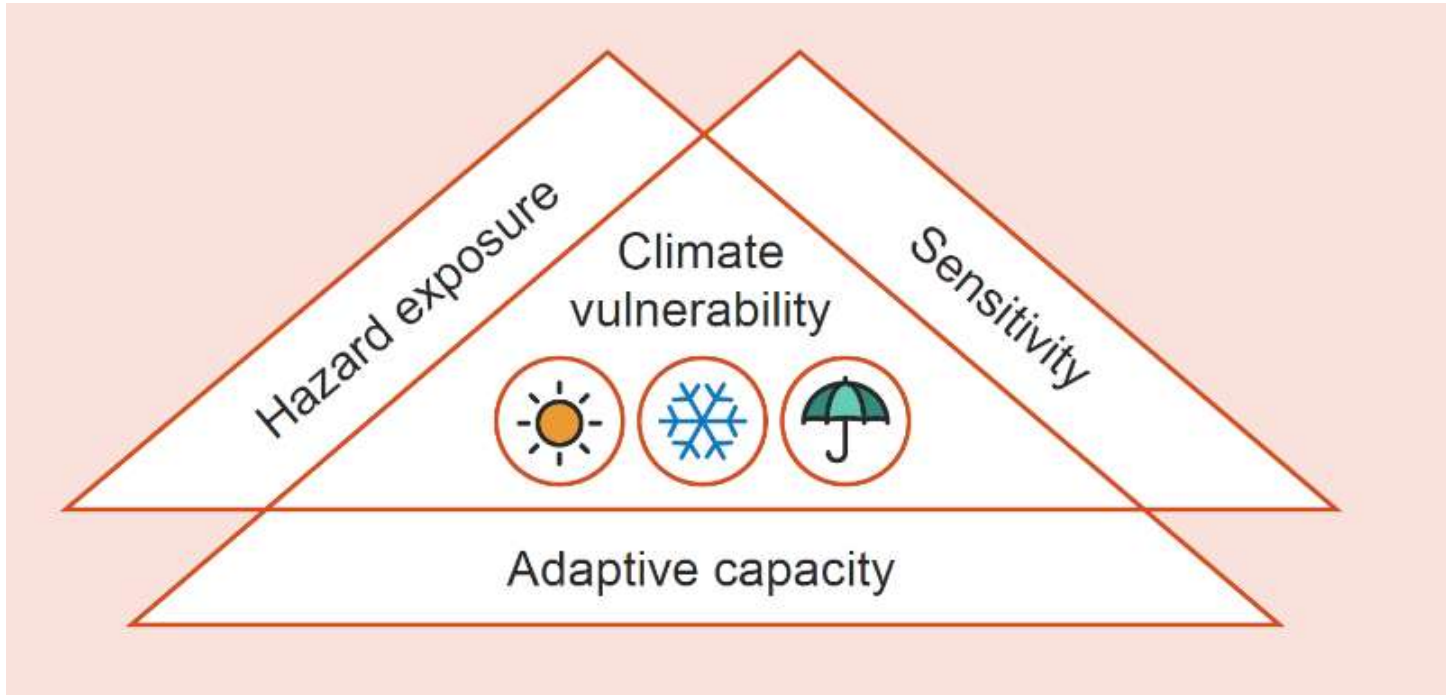 Hazard exposure
Climate
vulnerability
Sensitivity
Adaptive capacity